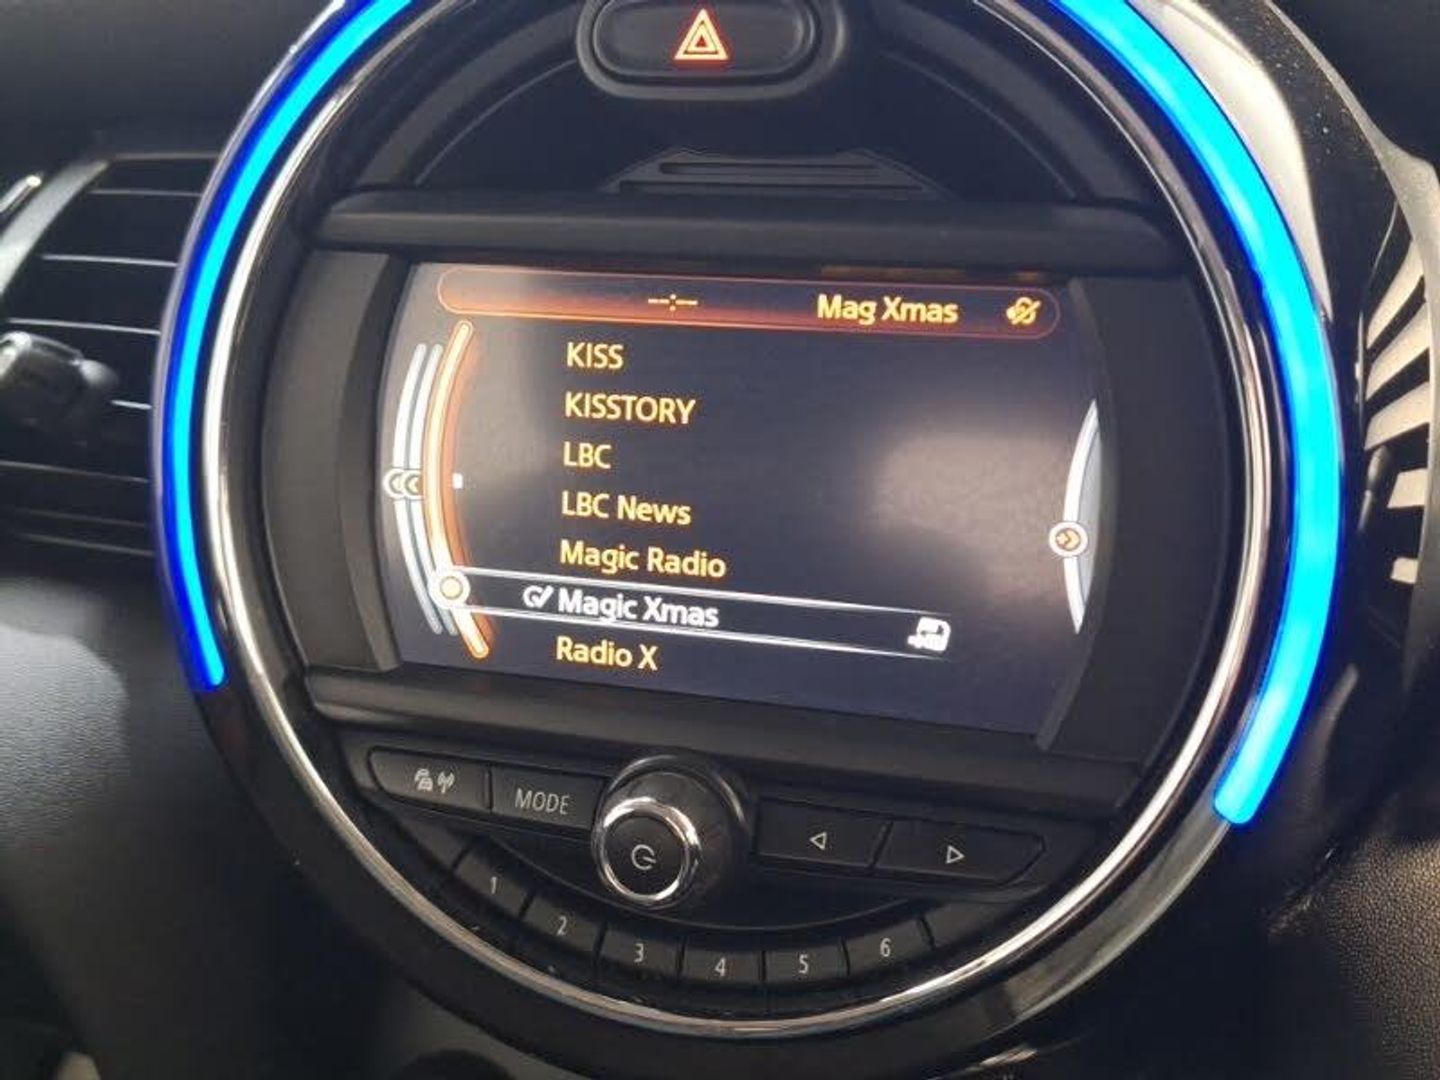 --:-- Mag Xmas
KISS
KISSTORY
LBC
LBC News
Magic Radio
Magic Xmas
Radio X
MODE
1 2 3 4 5 6